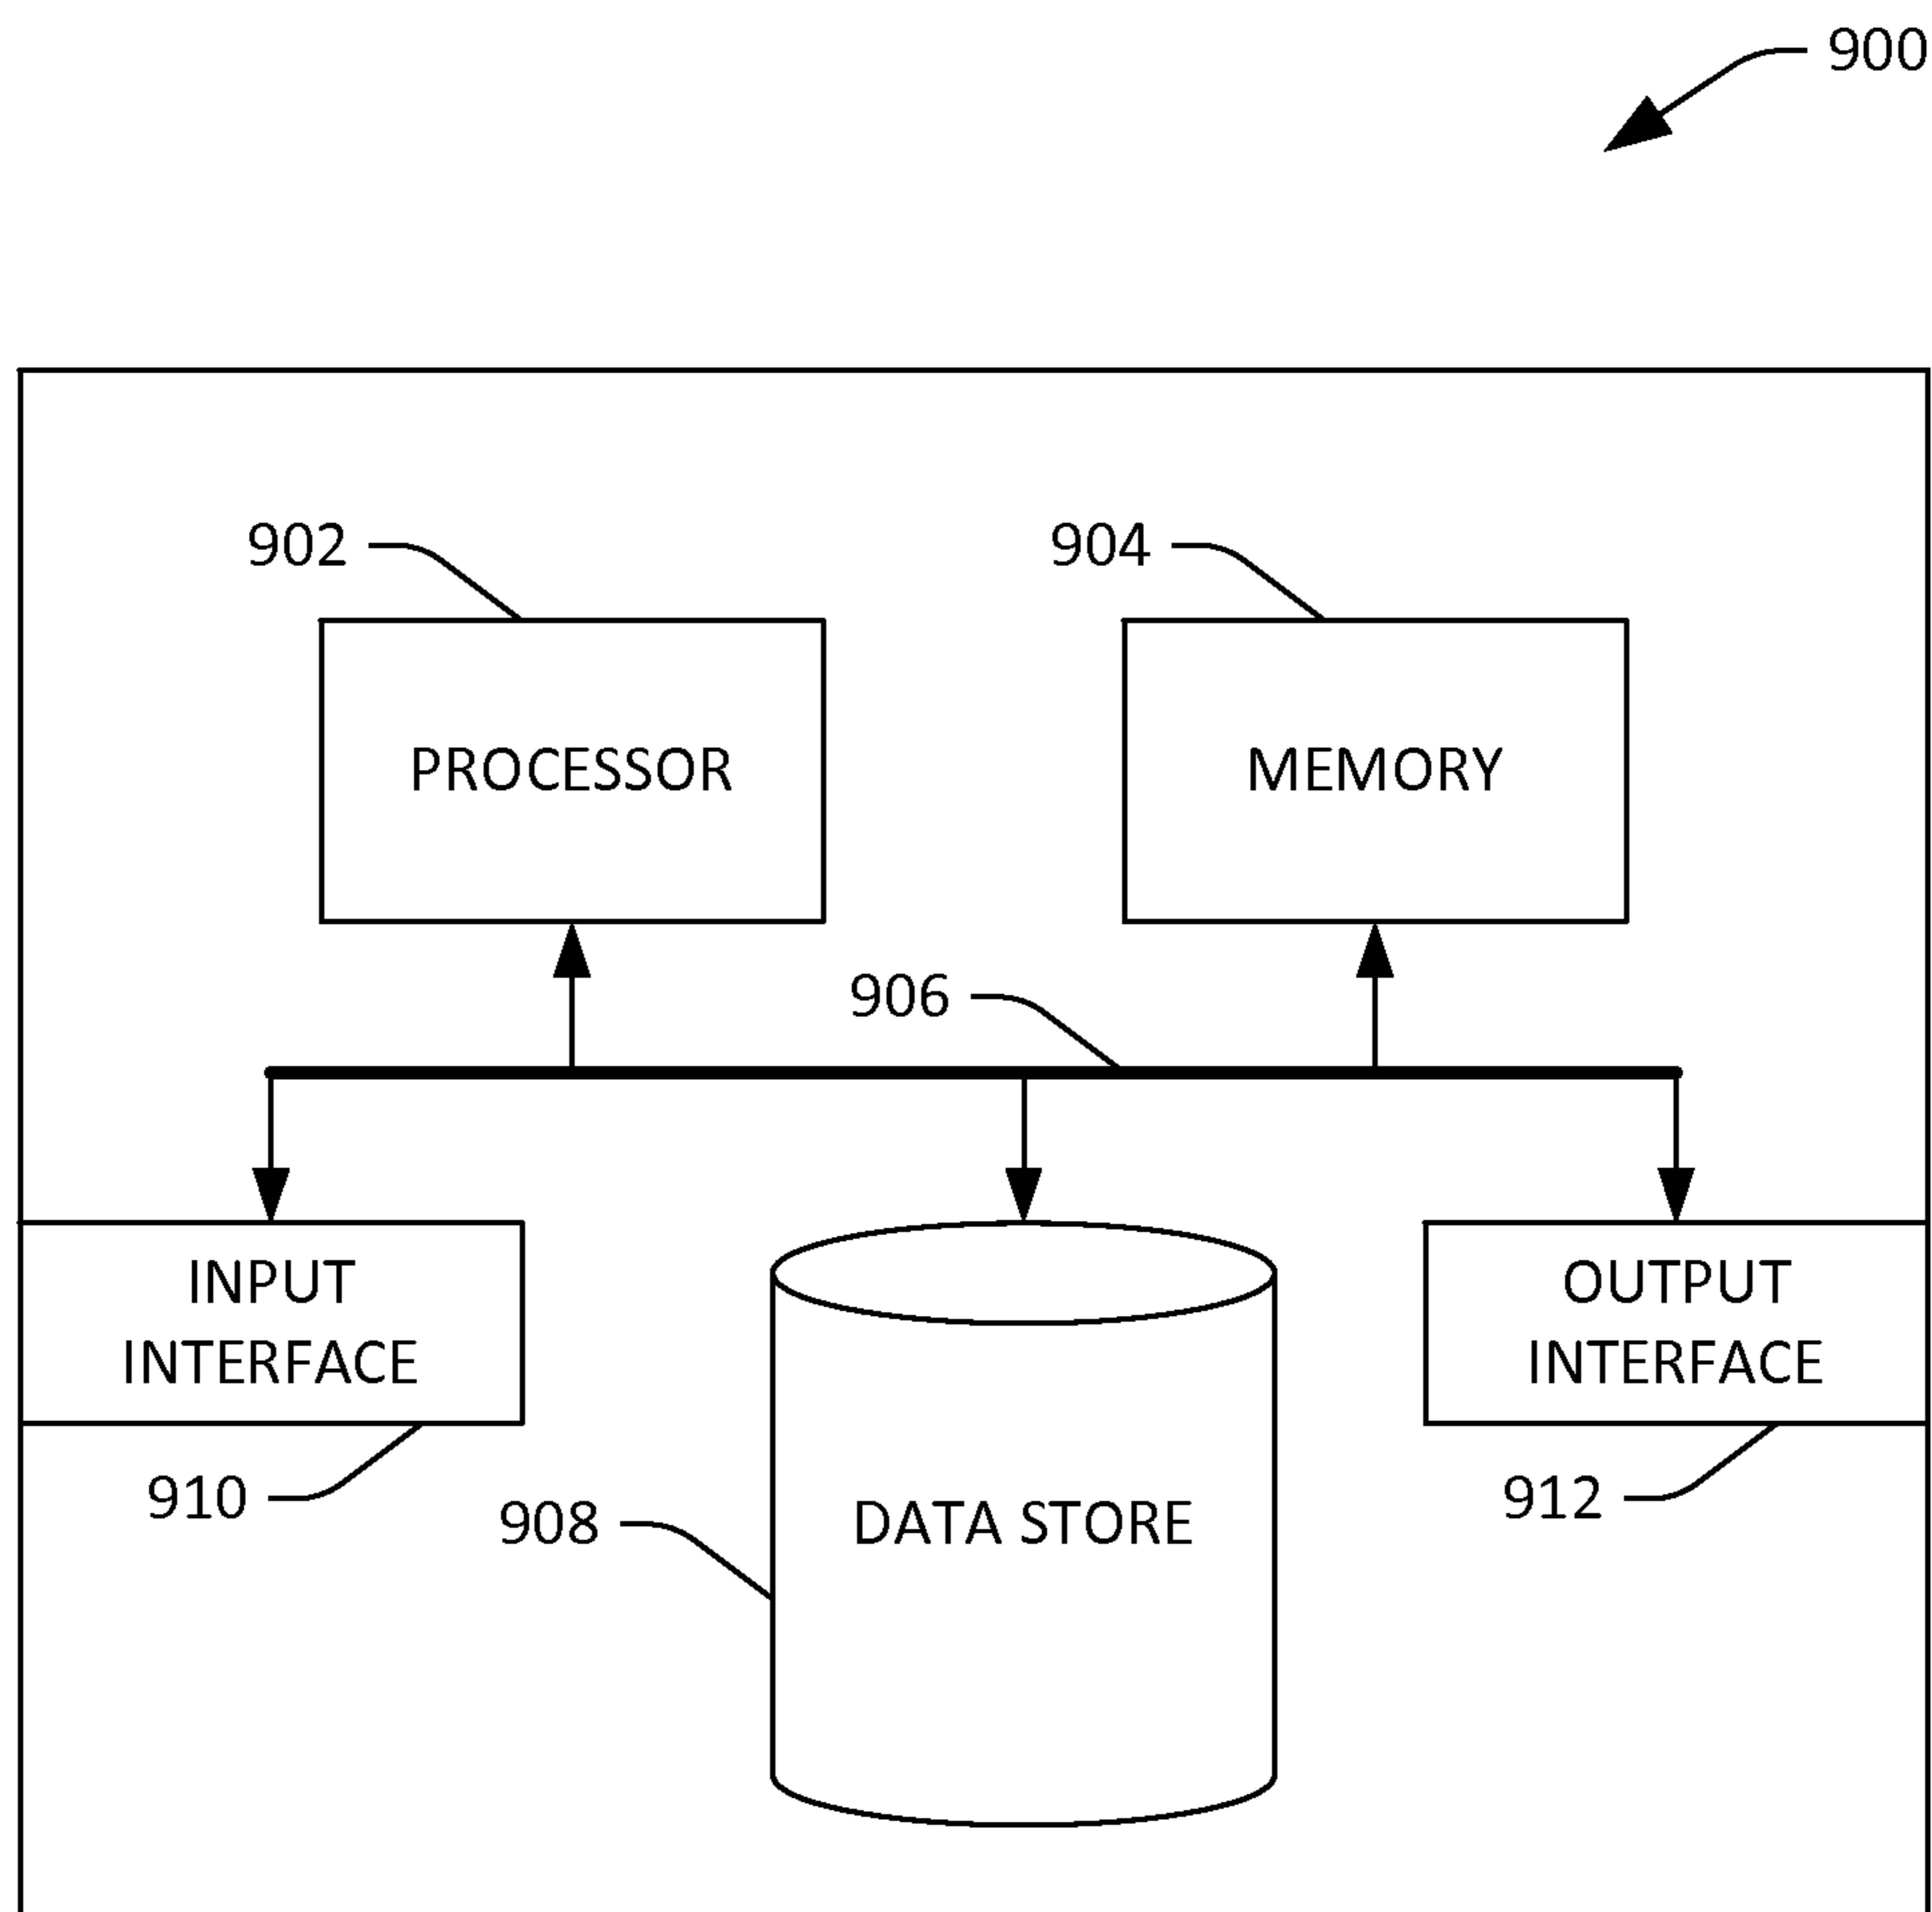 900
902
904
PROCESSOR
MEMORY
906
INPUT
INTERFACE
OUTPUT
INTERFACE
910
908
DATA STORE
912